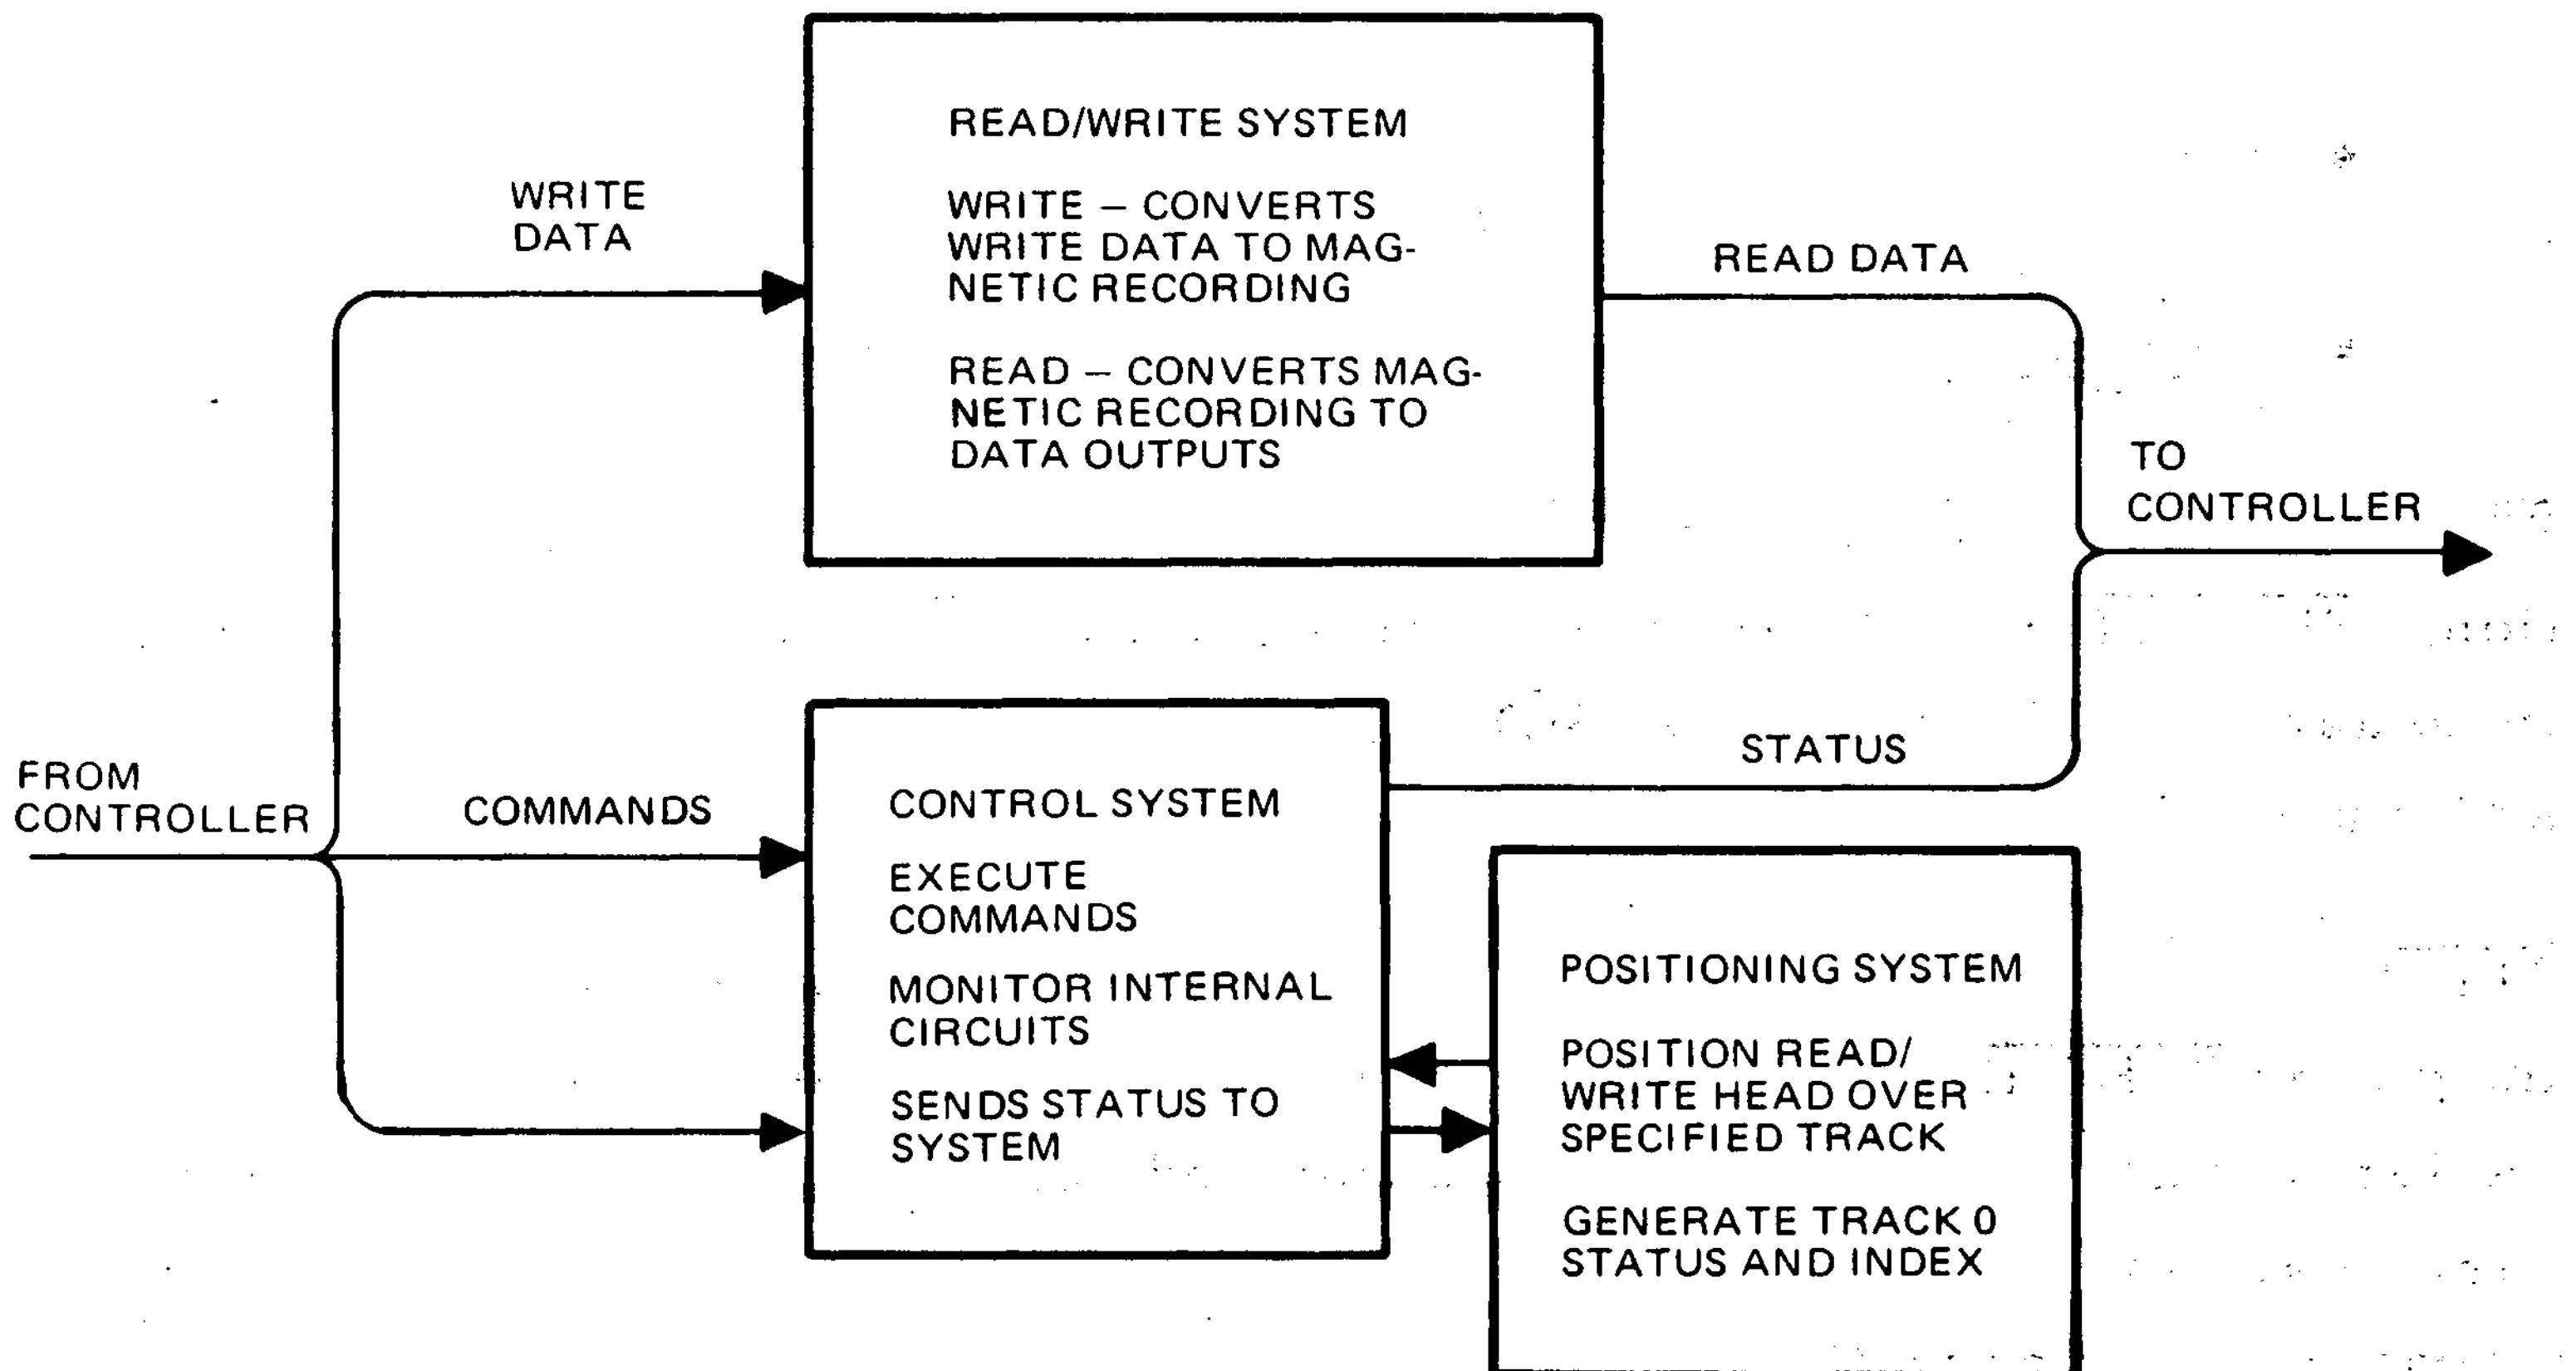 READ/WRITE SYSTEM
WRITE – CONVERTS
WRITE DATA TO MAG-
NETIC RECORDING
READ – CONVERTS MAG-
NETIC RECORDING TO
DATA OUTPUTS
WRITE
DATA
READ DATA
TO
CONTROLLER
FROM
CONTROLLER
COMMANDS
CONTROL SYSTEM
EXECUTE
COMMANDS
MONITOR INTERNAL
CIRCUITS
SENDS STATUS TO
SYSTEM
STATUS
POSITIONING SYSTEM
POSITION READ/
WRITE HEAD OVER
SPECIFIED TRACK
GENERATE TRACK 0
STATUS AND INDEX